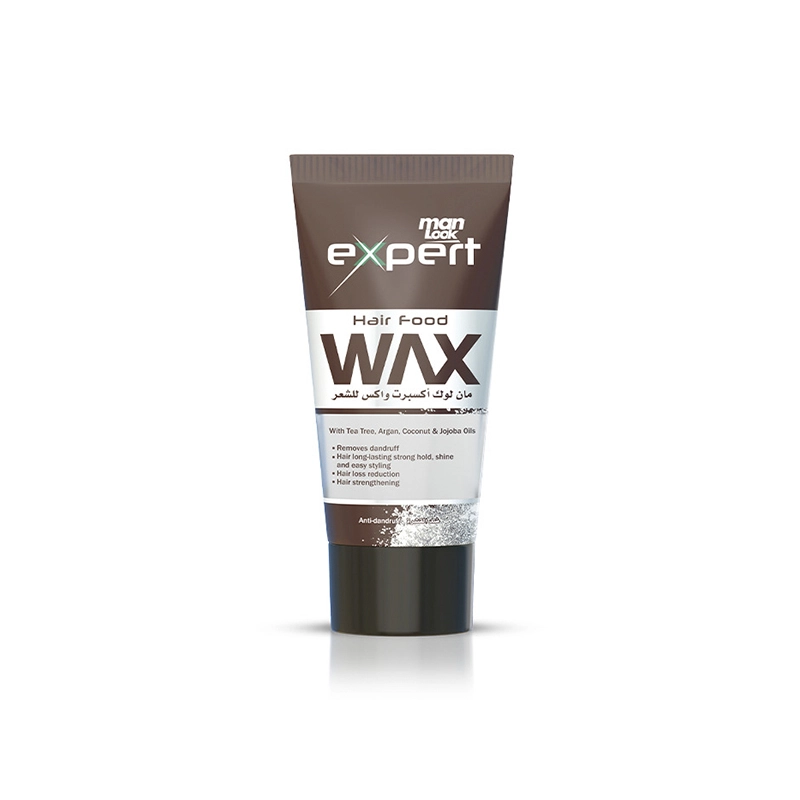 man
Look
expert
Hair Food
WAX
مان لوك أكسبرت واكس للشعر
With Tea Tree, Argan, Coconut & Jojoba Oils
• Removes dandruff
• Hair long-lasting strong hold, shine
and easy styling
• Hair loss reduction
• Hair strengthening
Anti-dandruff